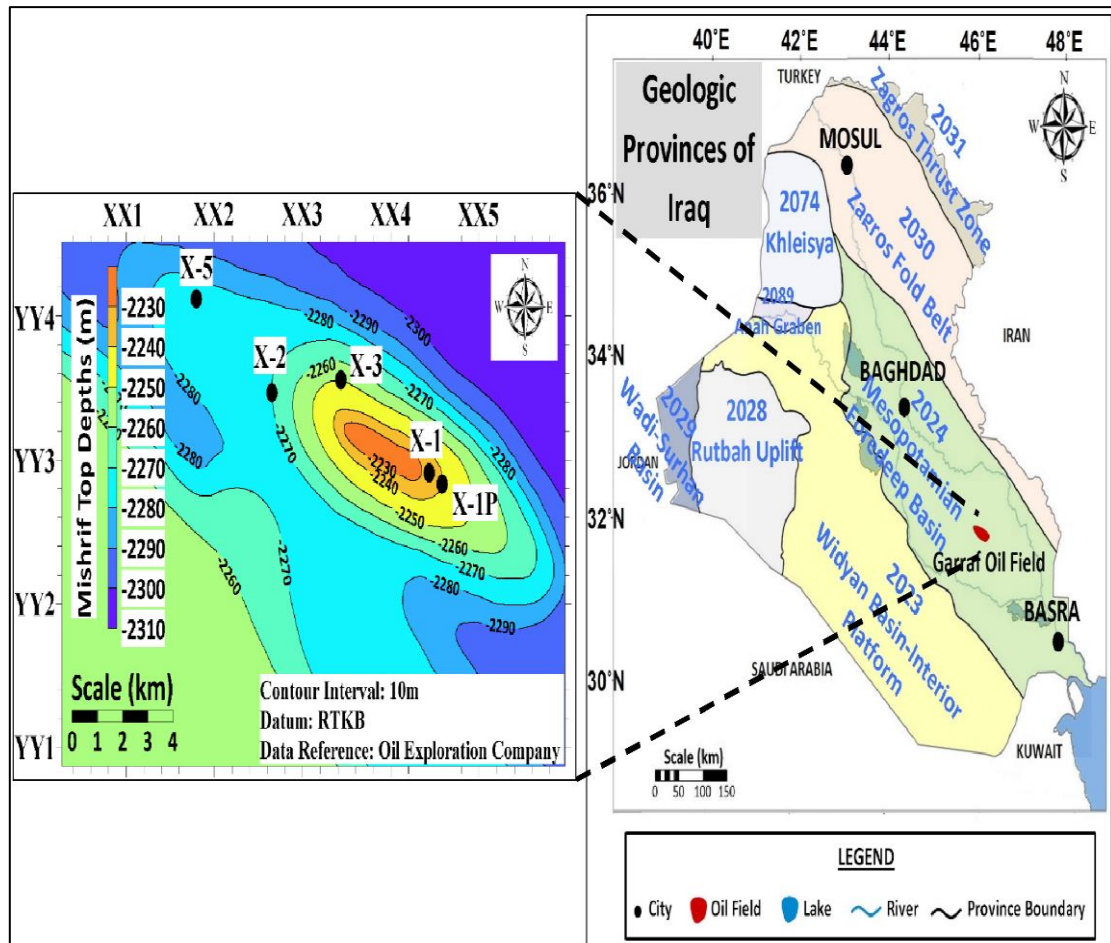 XX1 XX2 XX3 XX4 XX5
YY4
YY3
YY2
YY1
Mishrif Top Depths (m)
-2230
-2240
-2250
-2260
-2270
-2280
-2290
-2300
-2310
N
W E
S
X-5
X-2
X-3
X-1
X-1P
-2280
-2290
-2300
-2260
-2270
-2280
-2280
-2270
-2280
-2230
-2240
-2250
-2260
-2270
-2260
-2270
-2280
-2290
Scale (km)
0 1 2 3 4
Contour Interval: 10m
Datum: RTKB
Data Reference: Oil Exploration Company
40°E 42°E 44°E 46°E 48°E
36°N
34°N
32°N
30°N
Geologic
Provinces of
Iraq
N
W E
S
TURKEY
MOSUL
2031
Zagros Thrust Zone
2030
Zagros Fold Belt
2074
Khleisya
2089
Anah Graben
IRAN
BAGHDAD
2024
Mesopotamian
Foredeep Basin
2029
Wadi-Surhan
Basin
JORDAN
2028
Rutbah Uplift
Garraf Oil Field
BASRA
2023
Widyan Basin-Interior
Platform
SAUDI ARABIA
KUWAIT
Scale (km)
0 50 100 150
LEGEND
City Oil Field Lake River Province Boundary